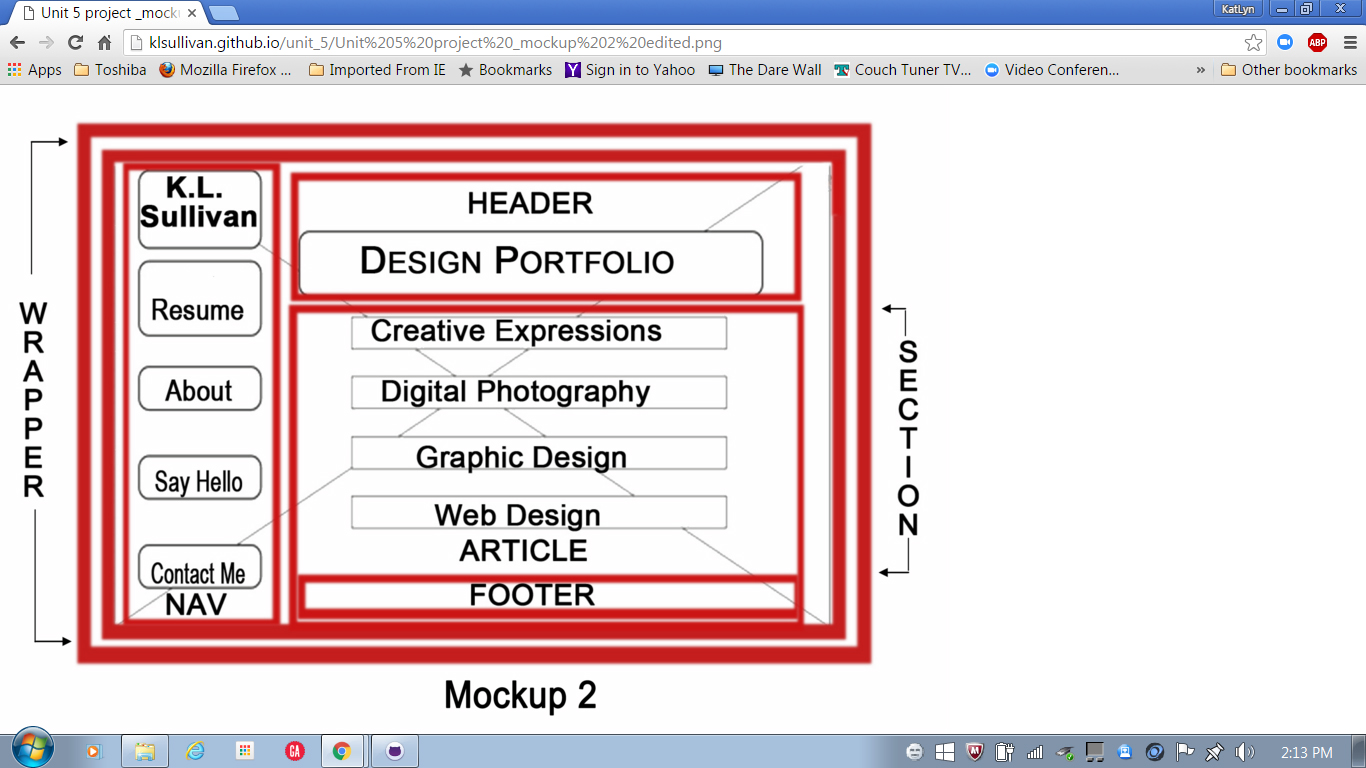 Unit 5 project _mock
KatLyn
klsullivan.github.io/unit_5/Unit%205%20project%20_mockup%202%20edited.png
ABP
Apps Toshiba Mozilla Firefox ... Imported From IE Bookmarks Sign in to Yahoo The Dare Wall Couch Tuner TV... Video Conferen... » Other bookmarks
WRAPPER
K.L.
Sullivan
Resume
About
Say Hello
Contact Me
NAV
HEADER
DESIGN PORTFOLIO
Creative Expressions
Digital Photography
Graphic Design
Web Design
ARTICLE
FOOTER
SECTION
Mockup 2
GA
2:13 PM